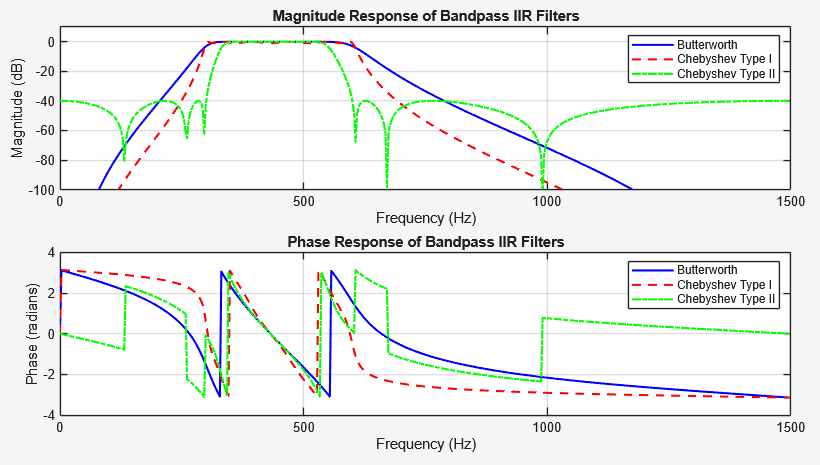 Magnitude Response of Bandpass IIR Filters
0
-20
-40
-60
-80
-100
Magnitude (dB)
Butterworth
Chebyshev Type I
Chebyshev Type II
0
500
1000
1500
Frequency (Hz)
Phase Response of Bandpass IIR Filters
4
2
0
-2
-4
Phase (radians)
Butterworth
Chebyshev Type I
Chebyshev Type II
0
500
1000
1500
Frequency (Hz)